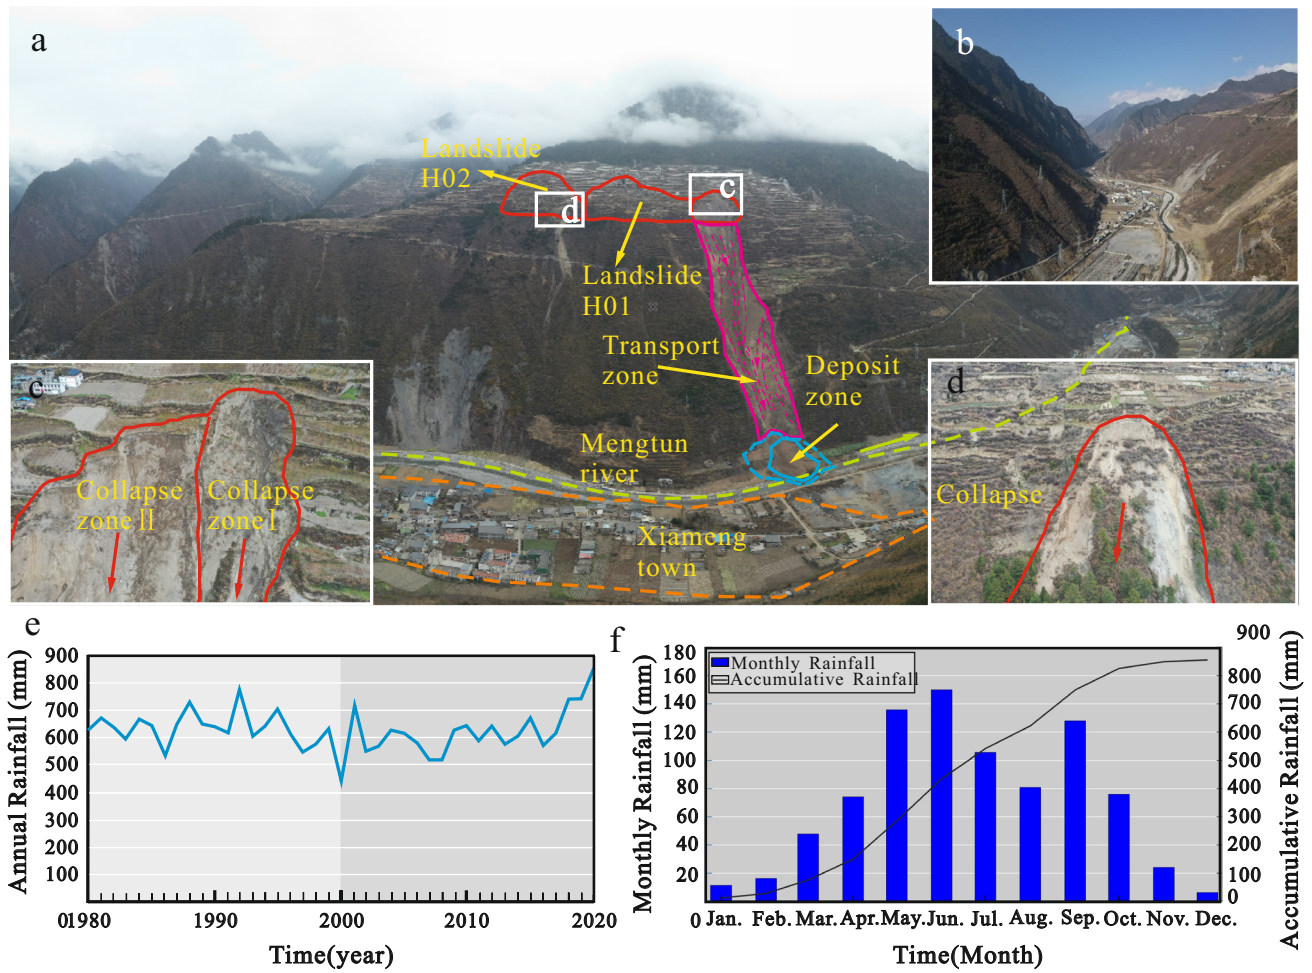 a
b
Landslide
H02
c
d
Landslide
H01
Transport
zone
Deposit
zone
Mengtun
river
Xiameng
town
c
Collapse
zone II
Collapse
zone I
d
Collapse
e
900
800
700
600
500
400
300
200
100
0
1980
1990
2000
2010
2020
Annual Rainfall (mm)
Time(year)
f
Monthly Rainfall
Accumulative Rainfall
180
160
140
120
100
80
60
40
20
0
Monthly Rainfall (mm)
900
800
700
600
500
400
300
200
100
0
Accumulative Rainfall (mm)
Jan. Feb. Mar. Apr. May. Jun. Jul. Aug. Sep. Oct. Nov. Dec.
Time(Month)